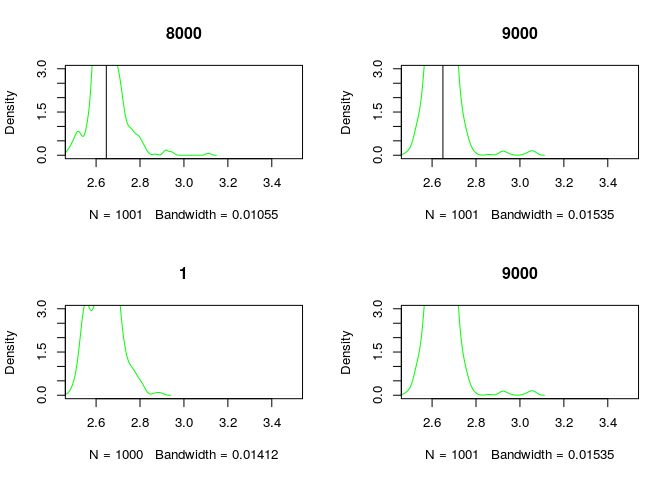 8000
Density
0.0 1.5 3.0
2.6 2.8 3.0 3.2 3.4
N = 1001 Bandwidth = 0.01055
9000
Density
0.0 1.5 3.0
2.6 2.8 3.0 3.2 3.4
N = 1001 Bandwidth = 0.01535
1
Density
0.0 1.5 3.0
2.6 2.8 3.0 3.2 3.4
N = 1000 Bandwidth = 0.01412
9000
Density
0.0 1.5 3.0
2.6 2.8 3.0 3.2 3.4
N = 1001 Bandwidth = 0.01535